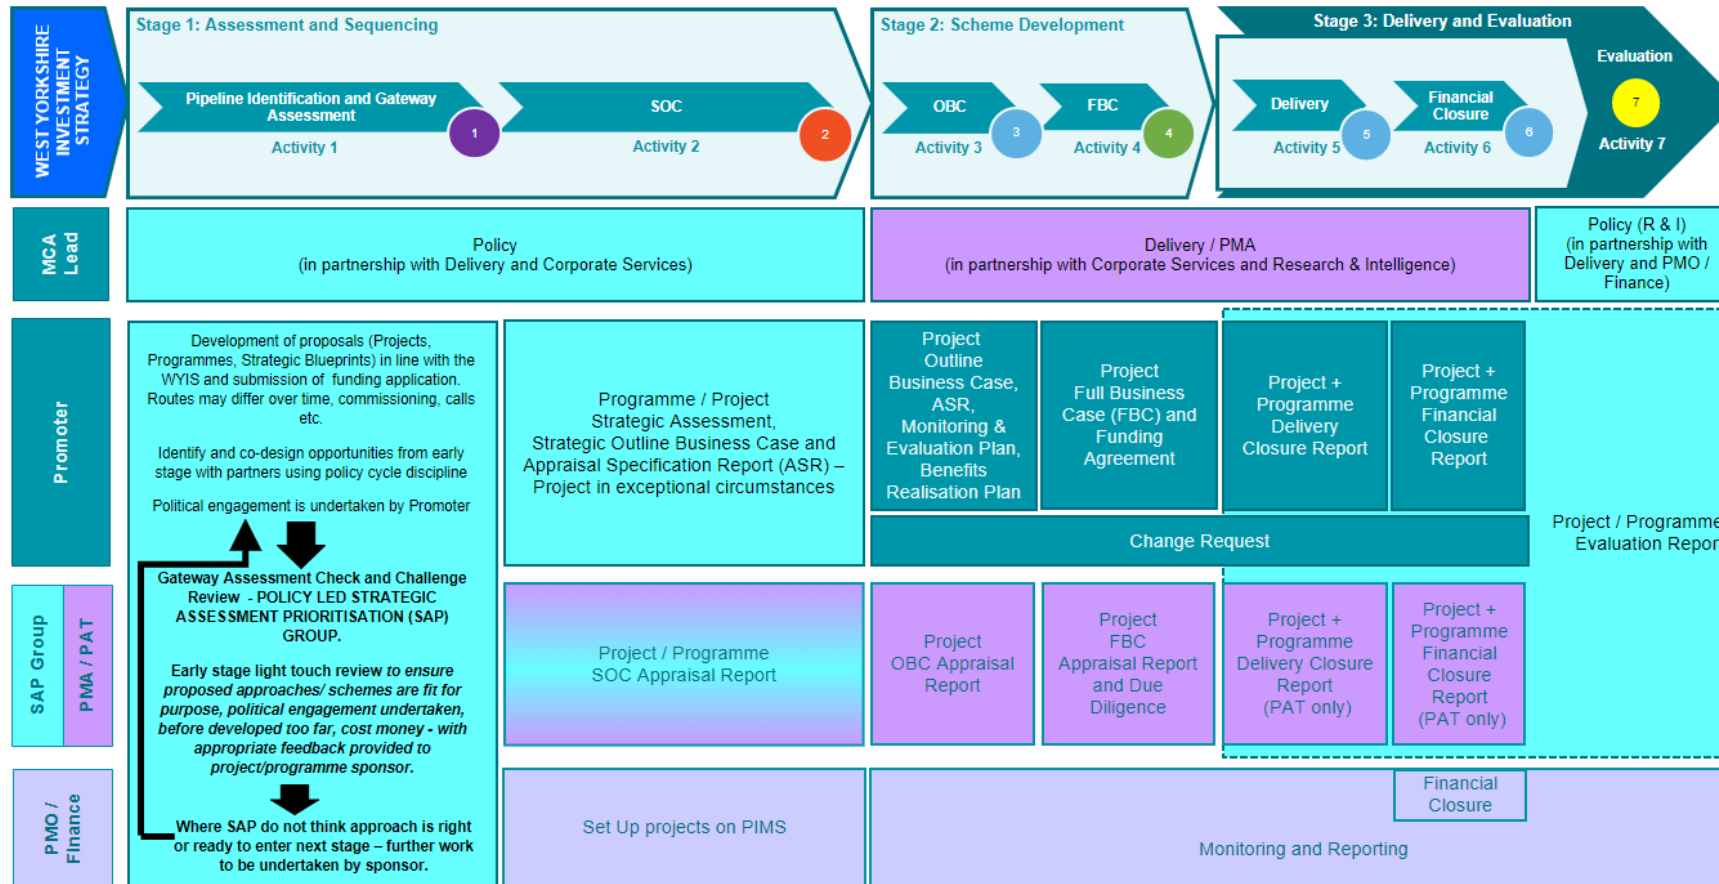 WEST YORKSHIRE
INVESTMENT
STRATEGY
Stage 1: Assessment and Sequencing
Pipeline Identification and Gateway
Assessment
1
Activity 1
SOC
2
Activity 2
Stage 2: Scheme Development
OBC
3
Activity 3
FBC
4
Activity 4
Stage 3: Delivery and Evaluation
Delivery
5
Activity 5
Financial
Closure
6
Activity 6
Evaluation
7
Activity 7
MCA
Lead
Policy
(in partnership with Delivery and Corporate Services)
Delivery / PMA
(in partnership with Corporate Services and Research & Intelligence)
Policy (R & I)
(in partnership with
Delivery and PMO /
Finance)
Promoter
Development of proposals (Projects,
Programmes, Strategic Blueprints) in line with the
WYIS and submission of funding application.
Routes may differ over time, commissioning, calls
etc.
Identify and co-design opportunities from early
stage with partners using policy cycle discipline
Political engagement is undertaken by Promoter
Gateway Assessment Check and Challenge
Review - POLICY LED STRATEGIC
ASSESSMENT PRIORITISATION (SAP)
GROUP.
Early stage light touch review to ensure
proposed approaches/ schemes are fit for
purpose, political engagement undertaken,
before developed too far, cost money - with
appropriate feedback provided to
project/programme sponsor.
Where SAP do not think approach is right
or ready to enter next stage – further work
to be undertaken by sponsor.
Programme / Project
Strategic Assessment,
Strategic Outline Business Case and
Appraisal Specification Report (ASR) –
Project in exceptional circumstances
Project
Outline
Business Case,
ASR,
Monitoring &
Evaluation Plan,
Benefits
Realisation Plan
Project
Full Business
Case (FBC) and
Funding
Agreement
Project +
Programme
Delivery
Closure Report
Project +
Programme
Financial
Closure
Report
Change Request
Project / Programme
Evaluation Repor
SAP Group
PMA / PAT
Project / Programme
SOC Appraisal Report
Project
OBC Appraisal
Report
Project
FBC
Appraisal Report
and Due
Diligence
Project +
Programme
Delivery Closure
Report
(PAT only)
Project +
Programme
Financial
Closure
Report
(PAT only)
PMO /
Finance
Set Up projects on PIMS
Financial
Closure
Monitoring and Reporting